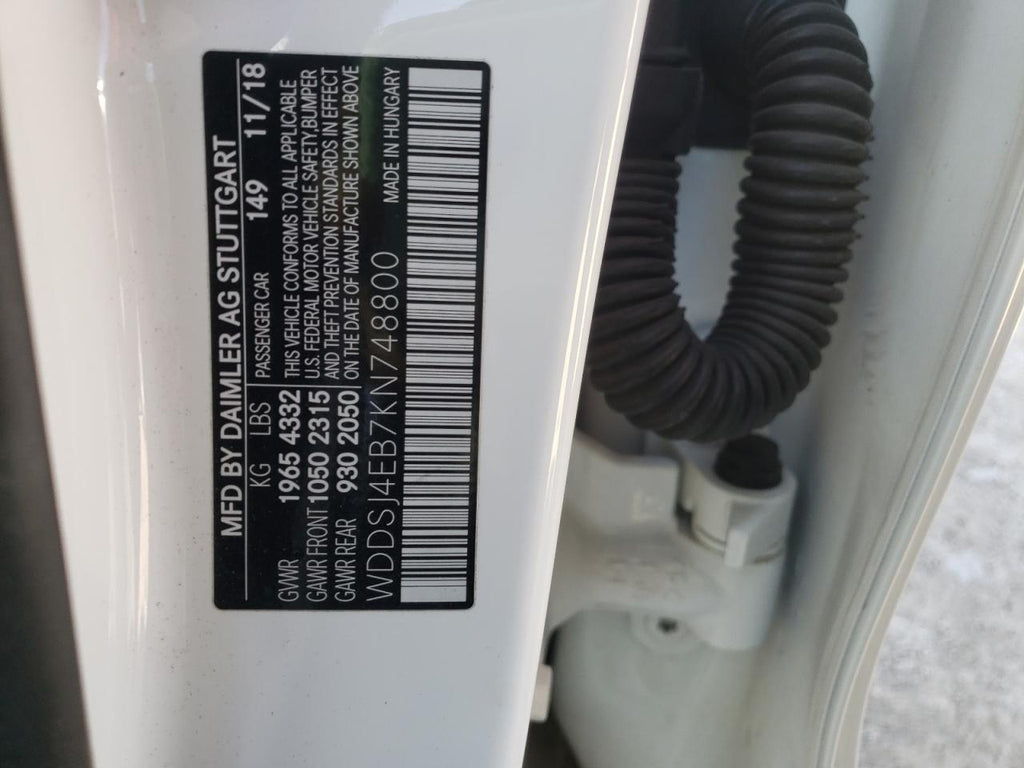 MFD BY DAIMLER AG STUTTGART
KG LBS PASSENGER CAR 149 11/18
GVWR 1965 4332 THIS VEHICLE CONFORMS TO ALL APPLICABLE
GAWR FRONT 1050 2315 U.S. FEDERAL MOTOR VEHICLE SAFETY,BUMPER
GAWR REAR 930 2050 AND THEFT PREVENTION STANDARDS IN EFFECT
ON THE DATE OF MANUFACTURE SHOWN ABOVE
WDDSJ4EB7KN748800 MADE IN HUNGARY